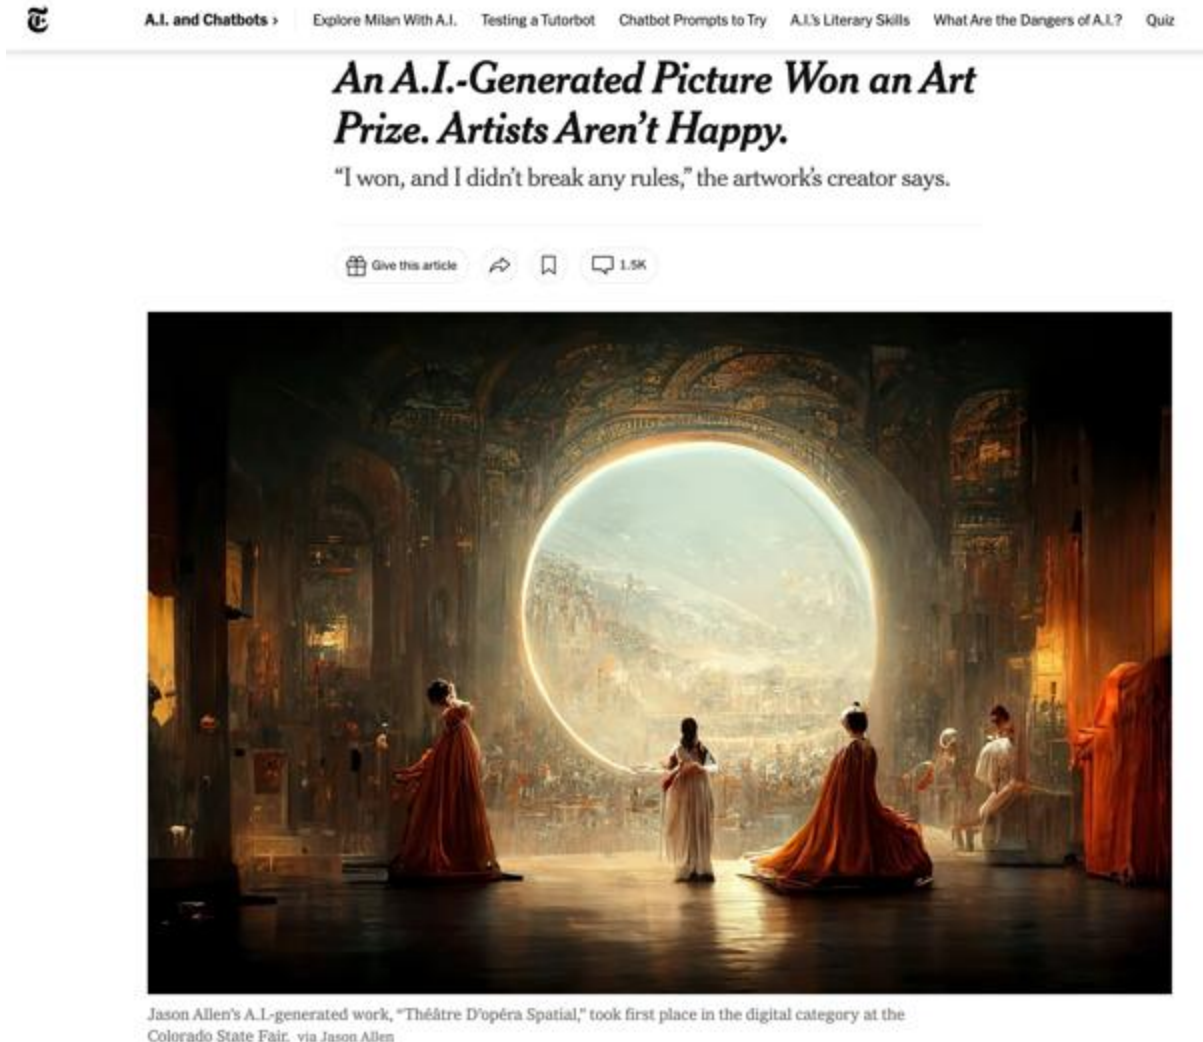 T
A.I. and Chatbots › Explore Milan With A.I. Testing a Tutorbot Chatbot Prompts to Try A.I.'s Literary Skills What Are the Dangers of A.I.? Quiz
An A.I.-Generated Picture Won an Art
Prize. Artists Aren't Happy.
“I won, and I didn't break any rules,” the artwork's creator says.
Give this article 1.5K
Jason Allen's A.I.-generated work, “Théâtre D'opéra Spatial,” took first place in the digital category at the
Colorado State Fair. via Jason Allen